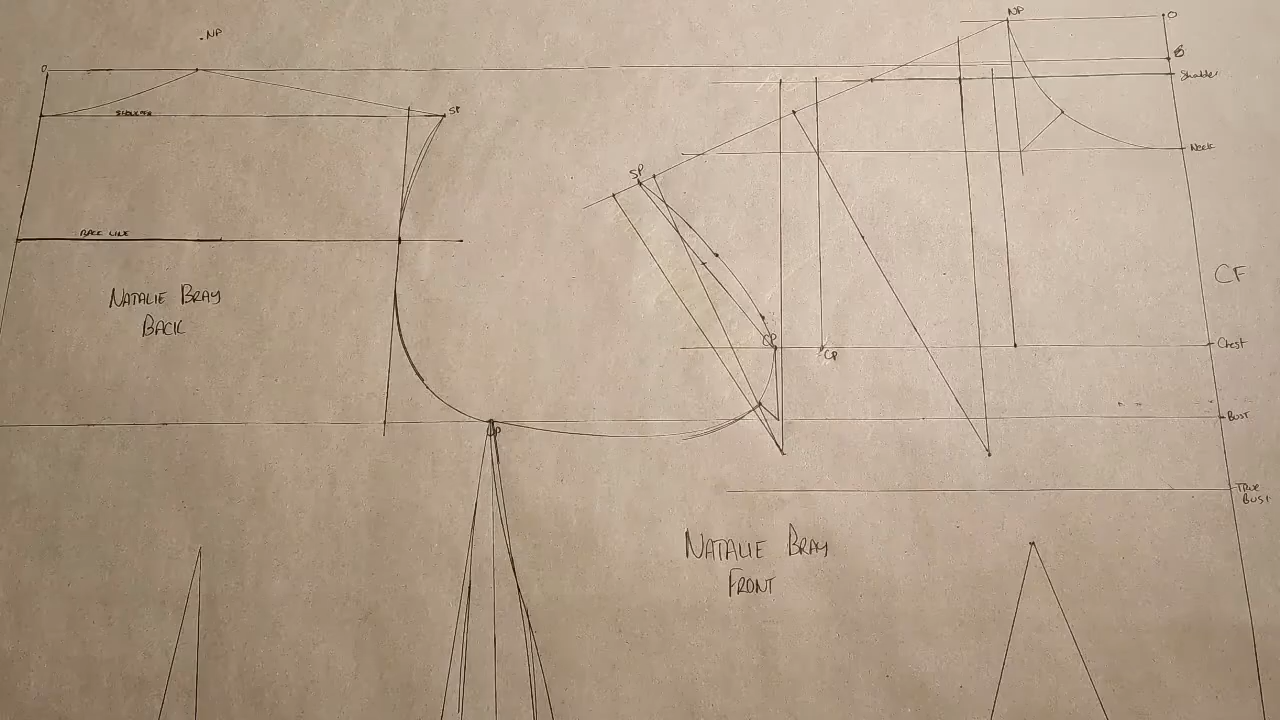 .NP
NP
O
O
B
Shoulder
SHOULDER
SP
Neck
SP
BACK LINE
CF
NATALIE BRAY
BACK
CP
CP
Chest
BUST
P
TRUE
BUST
NATALIE BRAY
FRONT